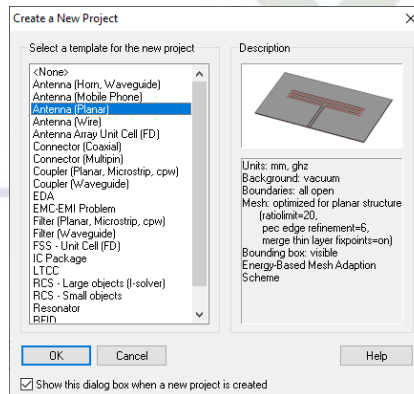 Create a New Project
Select a template for the new project
<None>
Antenna (Horn, Waveguide)
Antenna (Mobile Phone)
Antenna (Planar)
Antenna (Wire)
Antenna Array Unit Cell (FD)
Connector (Coaxial)
Connector (Multipin)
Coupler (Planar, Microstrip, cpw)
Coupler (Waveguide)
EDA
EMC-EMI Problem
Filter (Planar, Microstrip, cpw)
Filter (Waveguide)
FSS - Unit Cell (FD)
IC Package
LTCC
RCS - Large objects (I-solver)
RCS - Small objects
Resonator
RFID
Description
Units: mm, ghz
Background: vacuum
Boundaries: all open
Mesh: optimized for planar structure
(ratiolimit=20,
pec edge refinement=6,
merge thin layer fixpoints=on)
Bounding box: visible
Energy-Based Mesh Adaption
Scheme
OK
Cancel
Help
Show this dialog box when a new project is created